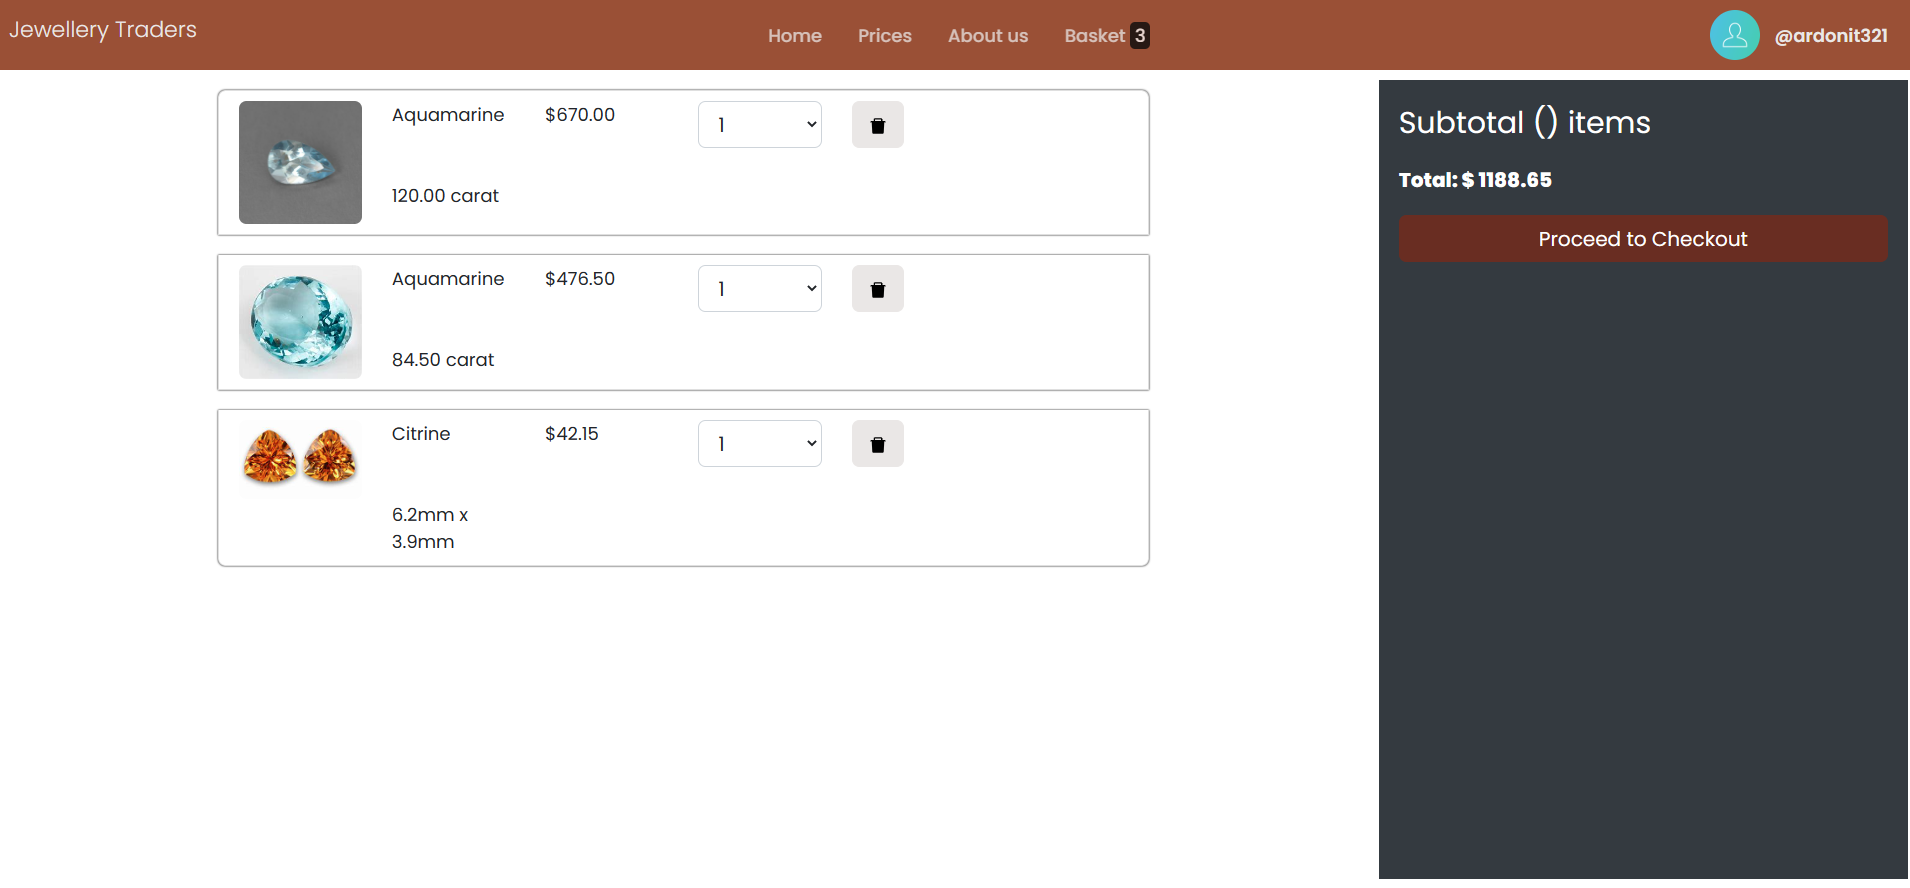 Jewellery Traders
Home Prices About us Basket 3
@ardonit321
Aquamarine $670.00 1
120.00 carat
Aquamarine $476.50 1
84.50 carat
Citrine $42.15 1
6.2mm x
3.9mm
Subtotal () items
Total: $ 1188.65
Proceed to Checkout